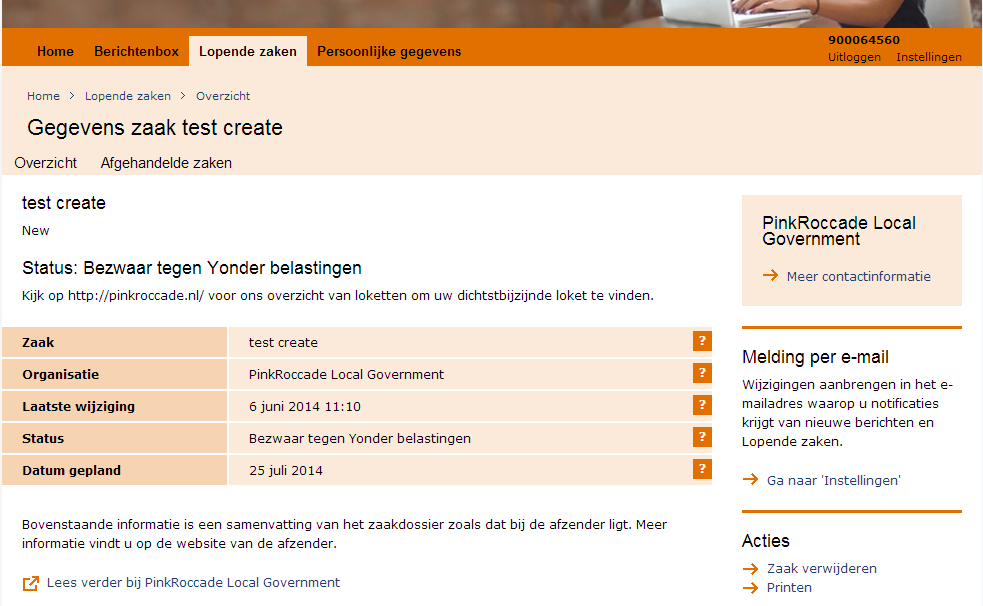 Home Berichtenbox Lopende zaken Persoonlijke gegevens
900064560
Uitloggen Instellingen
Home > Lopende zaken > Overzicht
Gegevens zaak test create
Overzicht Afgehandelde zaken
test create
New
Status: Bezwaar tegen Yonder belastingen
Kijk op http://pinkroccade.nl/ voor ons overzicht van loketten om uw dichtstbijzijnde loket te vinden.
Zaak test create ?
Organisatie PinkRoccade Local Government ?
Laatste wijziging 6 juni 2014 11:10 ?
Status Bezwaar tegen Yonder belastingen ?
Datum gepland 25 juli 2014 ?
Bovenstaande informatie is een samenvatting van het zaakdossier zoals dat bij de afzender ligt. Meer
informatie vindt u op de website van de afzender.
Lees verder bij PinkRoccade Local Government
PinkRoccade Local
Government
Meer contactinformatie
Melding per e-mail
Wijzigingen aanbrengen in het e-
mailadres waarop u notificaties
krijgt van nieuwe berichten en
Lopende zaken.
Ga naar 'Instellingen'
Acties
Zaak verwijderen
Printen